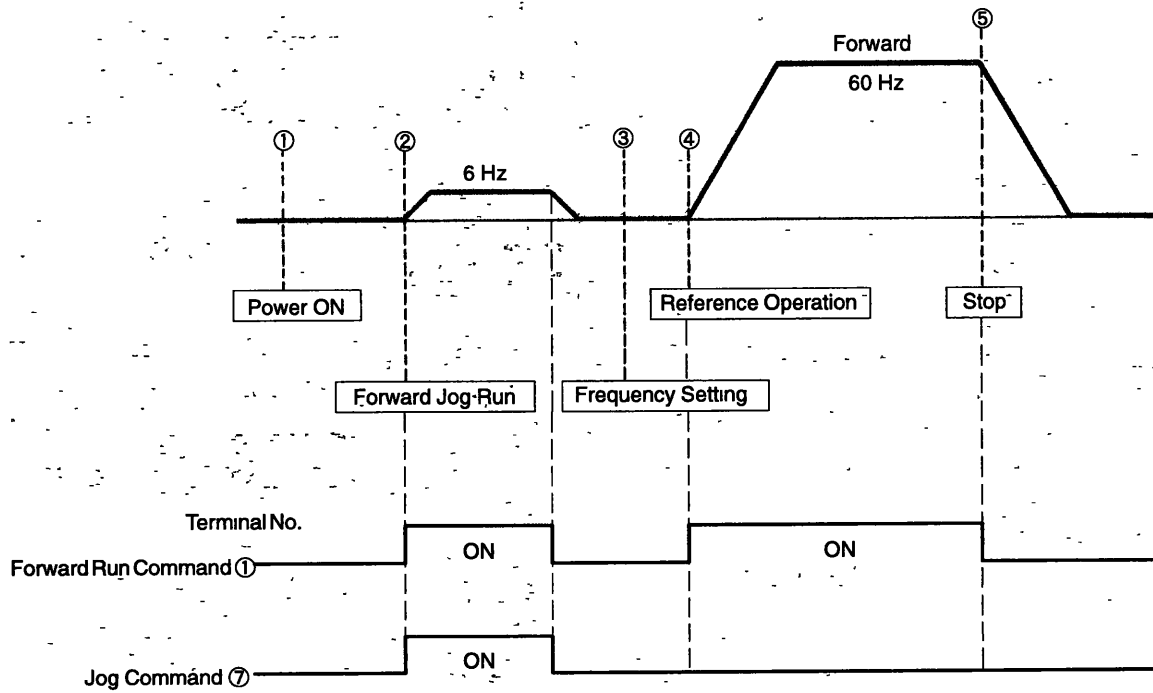 ⑤
Forward
60 Hz
① ② ③ ④
6 Hz
Power ON
Reference Operation
Stop
Forward Jog-Run
Frequency Setting
Terminal No.
ON ON
Forward Run Command ①
ON
Jog Command ⑦